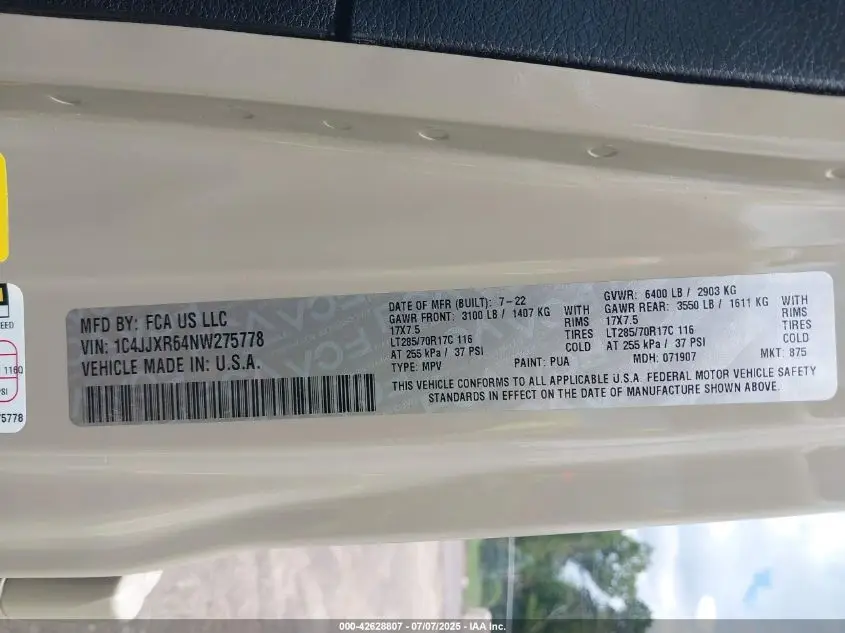 MFD BY: FCA US LLC
VIN: 1C4JJXR64NW275778
VEHICLE MADE IN: U.S.A.
DATE OF MFR (BUILT): 7-22
GAWR FRONT: 3100 LB / 1407 KG WITH
17X7.5 RIMS
LT285/70R17C 116 TIRES
AT 255 kPa / 37 PSI COLD
TYPE: MPV PAINT: PUA
GVWR: 6400 LB / 2903 KG
GAWR REAR: 3550 LB / 1611 KG WITH
17X7.5 RIMS
LT285/70R17C 116 TIRES
AT 255 kPa / 37 PSI COLD
MDH: 071907 MKT: 875
THIS VEHICLE CONFORMS TO ALL APPLICABLE U.S.A. FEDERAL MOTOR VEHICLE SAFETY
STANDARDS IN EFFECT ON THE DATE OF MANUFACTURE SHOWN ABOVE.
116Q
PSI
75778
000-42628807 - 07/07/2025 - IAA Inc.